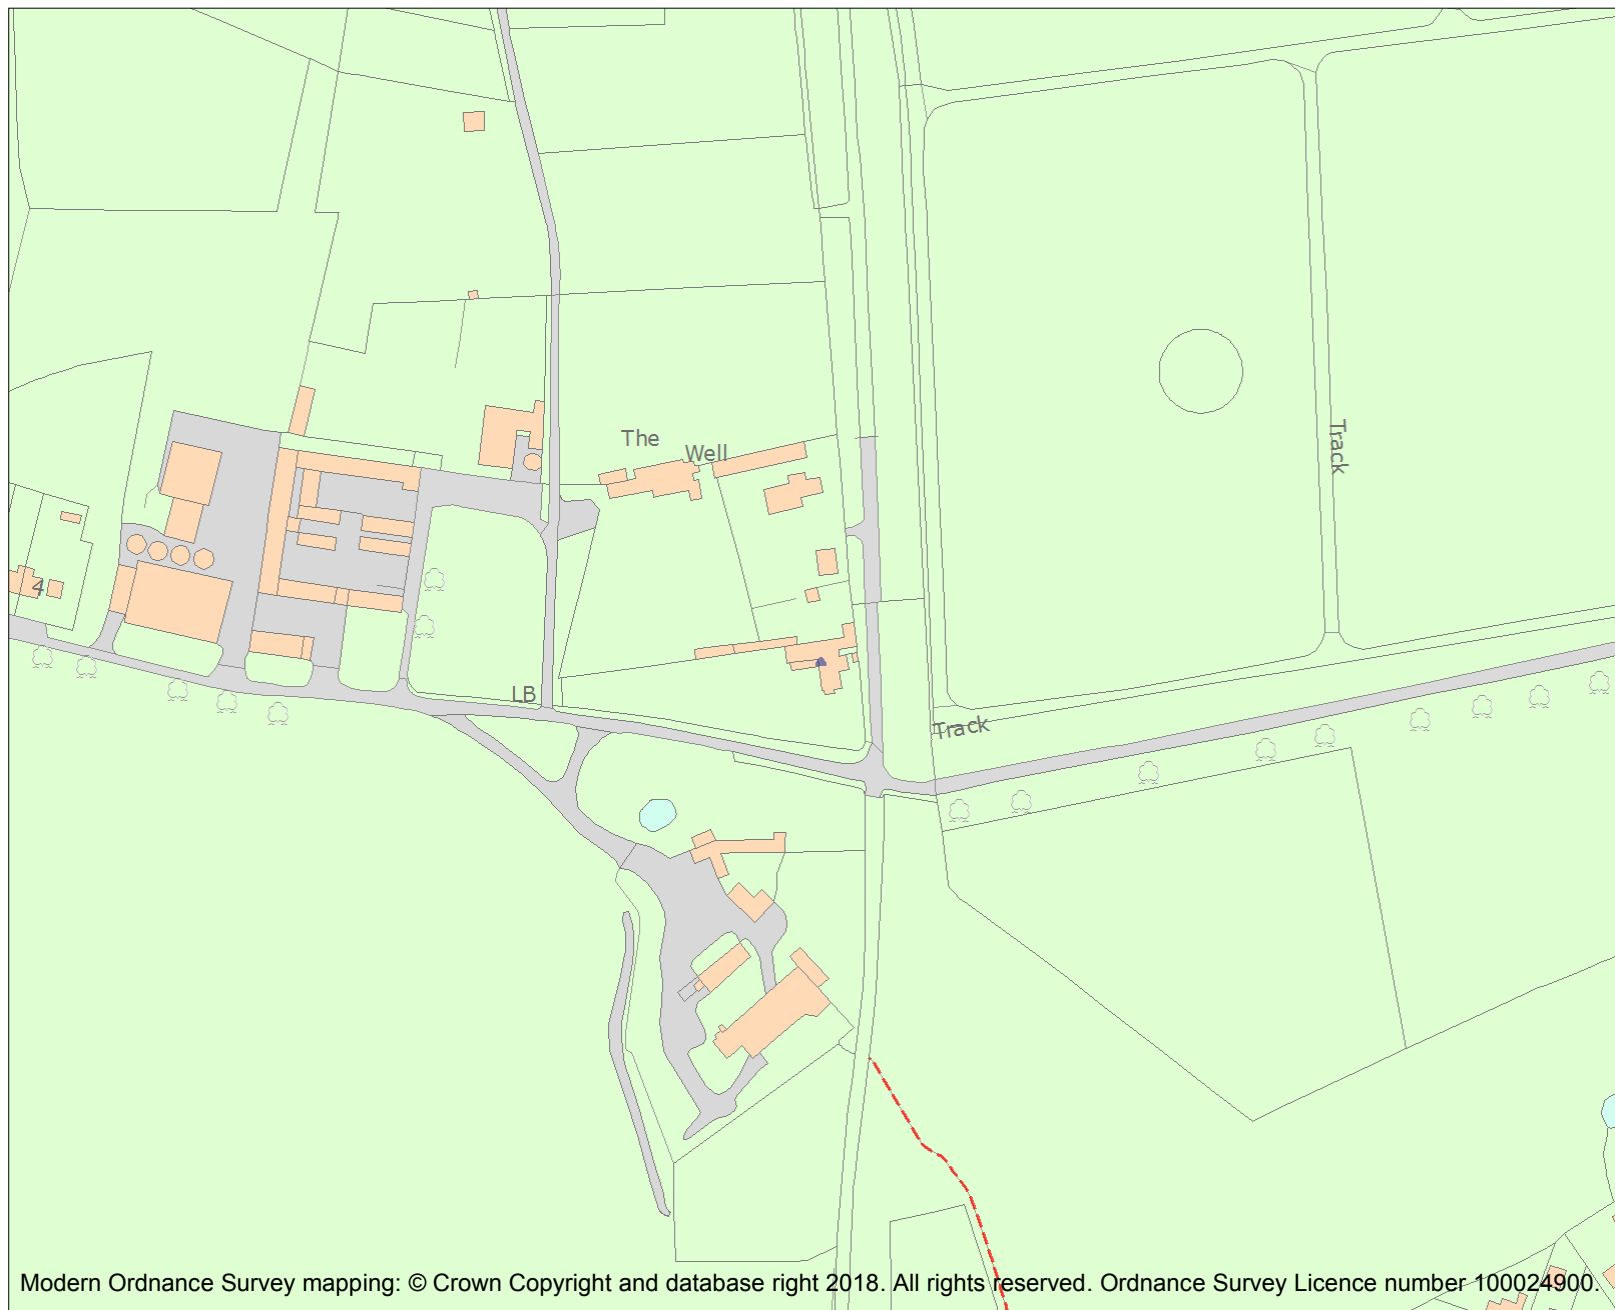 The
Well
Track
4
LB
Track
Modern Ordnance Survey mapping: © Crown Copyright and database right 2018. All rights reserved. Ordnance Survey Licence number 100024900.